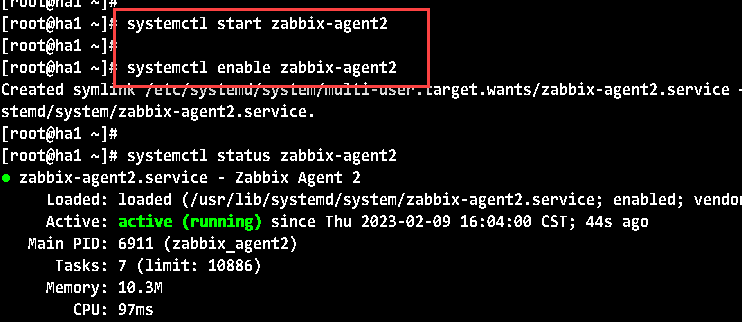 [root@ha1 ~]#
[root@ha1 ~]# systemctl start zabbix-agent2
[root@ha1 ~]#
[root@ha1 ~]# systemctl enable zabbix-agent2
Created symlink /etc/systemd/system/multi-user.target.wants/zabbix-agent2.service
stemd/system/zabbix-agent2.service.
[root@ha1 ~]#
[root@ha1 ~]# systemctl status zabbix-agent2
● zabbix-agent2.service - Zabbix Agent 2
Loaded: loaded (/usr/lib/systemd/system/zabbix-agent2.service; enabled; vendo
Active: active (running) since Thu 2023-02-09 16:04:00 CST; 44s ago
Main PID: 6911 (zabbix_agent2)
Tasks: 7 (limit: 10886)
Memory: 10.3M
CPU: 97ms